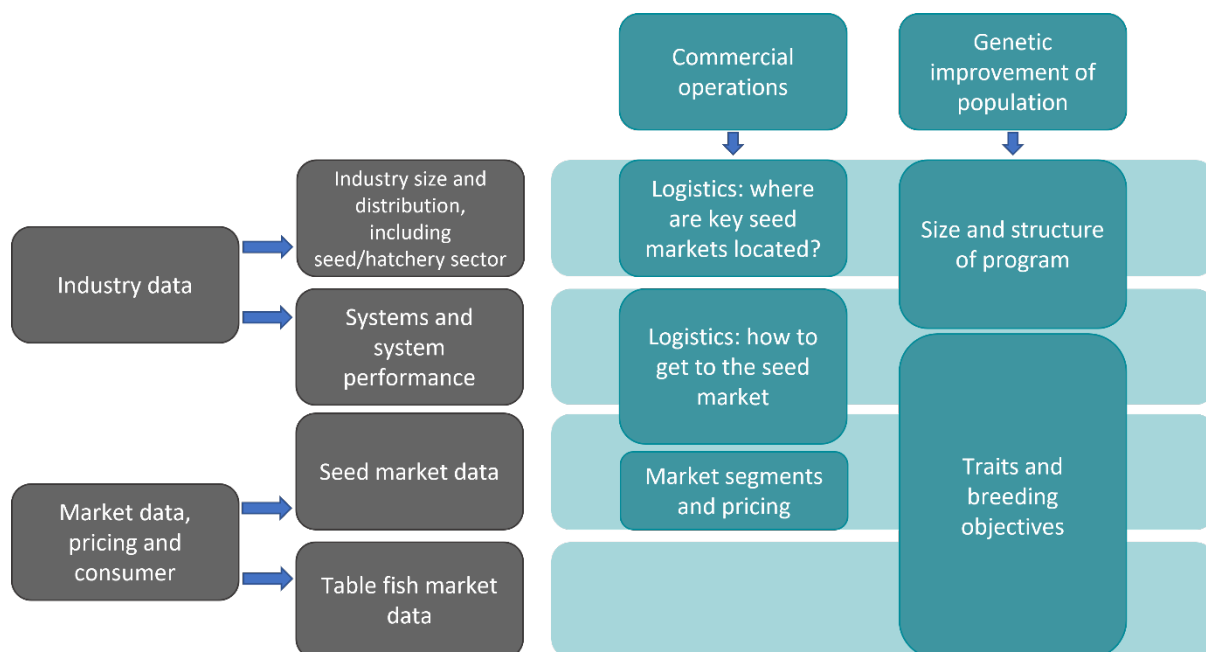 Commercial
operations
Genetic
improvement of
population
Industry data
Industry size and
distribution,
including
seed/hatchery sector
Logistics: where
are key seed
markets located?
Size and structure
of program
Systems and
system
performance
Logistics: how to
get to the seed
market
Market data,
pricing and
consumer
Seed market data
Market segments
and pricing
Traits and
breeding
objectives
Table fish market
data